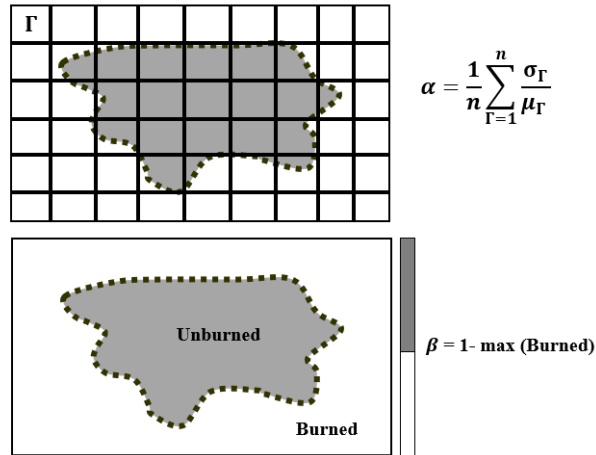 Γ
α = 1/n ∑_{Γ=1}^{n} σ_Γ/μ_Γ
Unburned
β = 1- max (Burned)
Burned